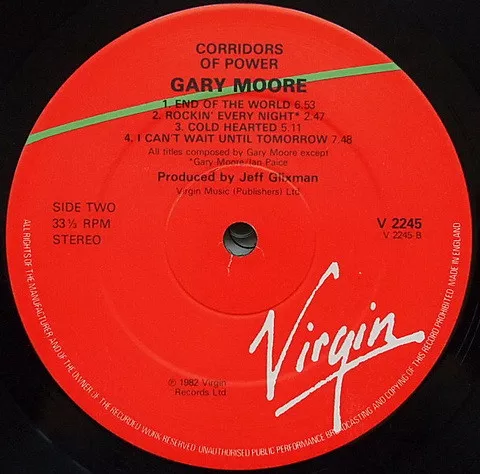 CORRIDORS
OF POWER
GARY MOORE
1. END OF THE WORLD 6.53
2. ROCKIN' EVERY NIGHT* 2.47
3. COLD HEARTED 5.11
4. I CAN'T WAIT UNTIL TOMORROW 7.48
All titles composed by Gary Moore except
*Gary Moore/Ian Paice
Produced by Jeff Glixman
Virgin Music (Publishers) Ltd
SIDE TWO
33⅓ RPM
STEREO
V 2245
V 2245-B
Virgin
℗ 1982 Virgin
Records Ltd
ALL RIGHTS OF THE MANUFACTURER AND OF THE OWNER OF THE RECORDED WORK RESERVED UNAUTHORISED PUBLIC PERFORMANCE BROADCASTING AND COPYING OF THIS RECORD PROHIBITED MADE IN ENGLAND